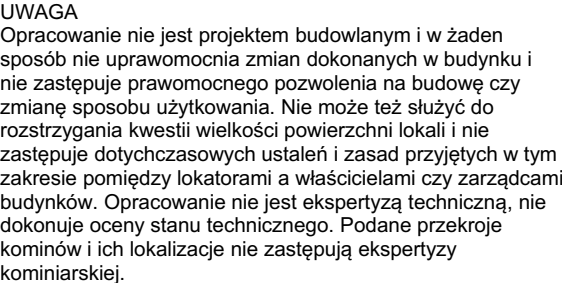 UWAGA
Opracowanie nie jest projektem budowlanym i w żaden
sposób nie uprawomocnia zmian dokonanych w budynku i
nie zastępuje prawomocnego pozwolenia na budowę czy
zmianę sposobu użytkowania. Nie może też służyć do
rozstrzygania kwestii wielkości powierzchni lokali i nie
zastępuje dotychczasowych ustaleń i zasad przyjętych w tym
zakresie pomiędzy lokatorami a właścicielami czy zarządcami
budynków. Opracowanie nie jest ekspertyzą techniczną, nie
dokonuje oceny stanu technicznego. Podane przekroje
kominów i ich lokalizacje nie zastępują ekspertyzy
kominiarskiej.